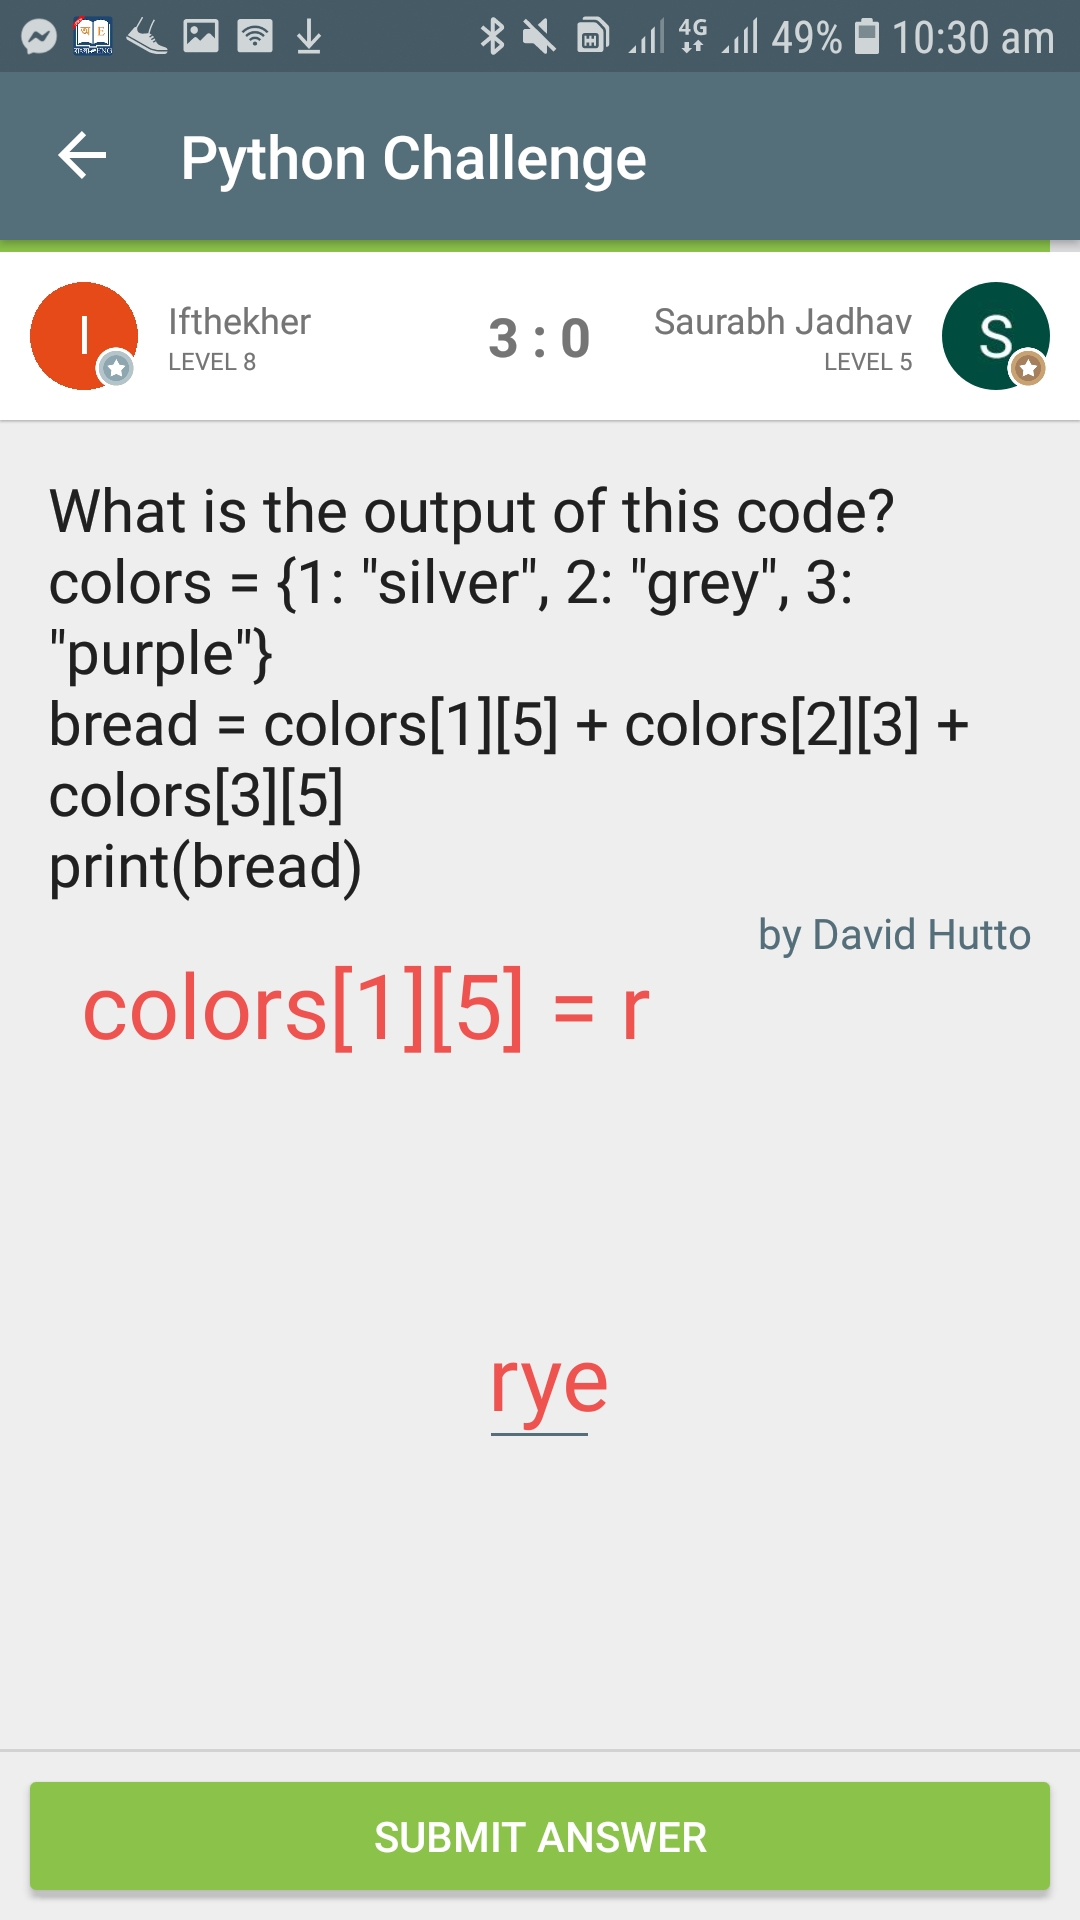 4G 49% 10:30 am
Python Challenge
I Ifthekher 3 : 0 Saurabh Jadhav S
LEVEL 8 LEVEL 5
What is the output of this code?
colors = {1: "silver", 2: "grey", 3:
"purple"}
bread = colors[1][5] + colors[2][3] +
colors[3][5]
print(bread)
by David Hutto
colors[1][5] = r
rye
SUBMIT ANSWER